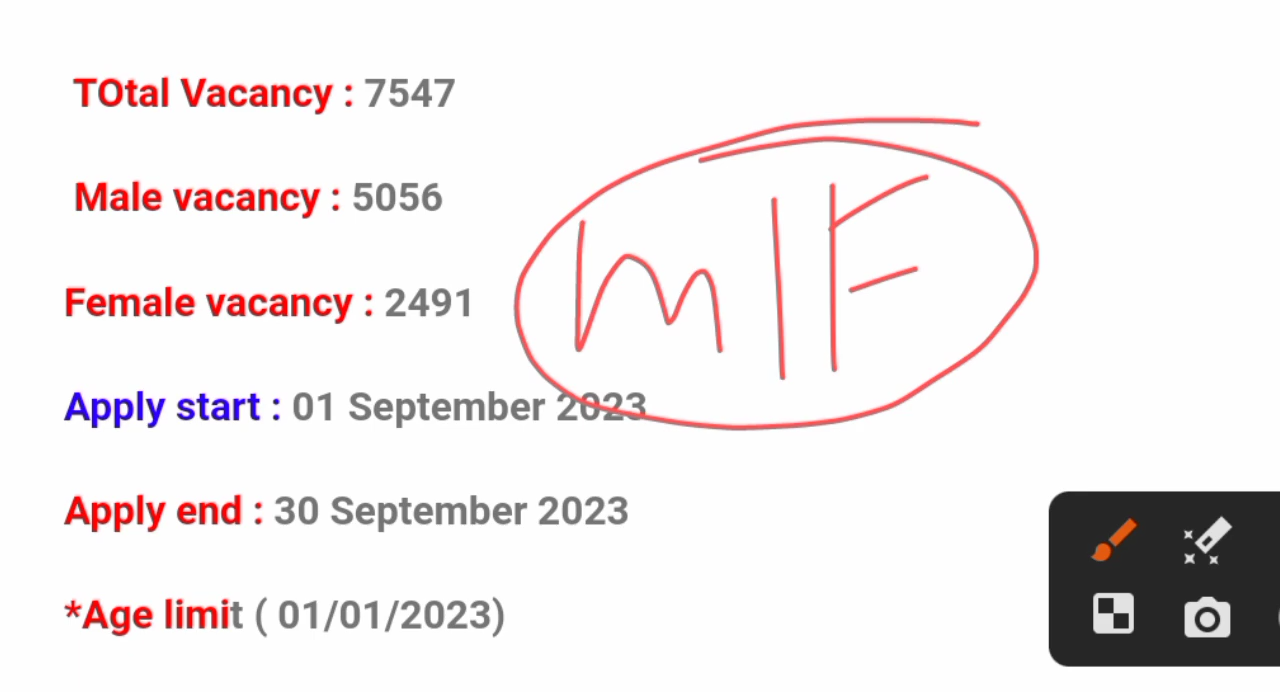 TOtal Vacancy : 7547
Male vacancy : 5056
M | F
Female vacancy : 2491
Apply start : 01 September 2023
Apply end : 30 September 2023
*Age limit ( 01/01/2023)